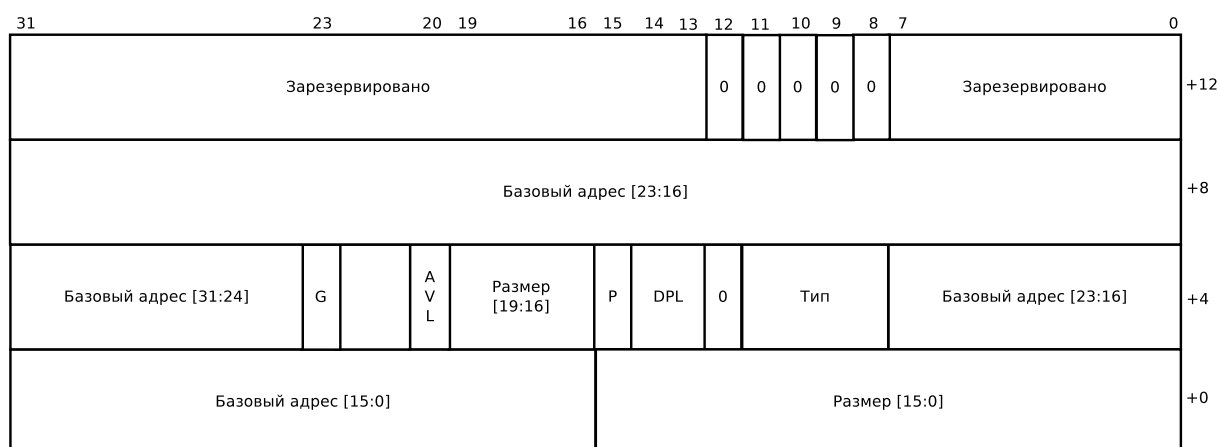 31 23 20 19 16 15 14 13 12 11 10 9 8 7 0
Зарезервировано 0 0 0 0 0 Зарезервировано +12
Базовый адрес [23:16] +8
Базовый адрес [31:24] G A V L Размер [19:16] P DPL 0 Тип Базовый адрес [23:16] +4
Базовый адрес [15:0] Размер [15:0] +0